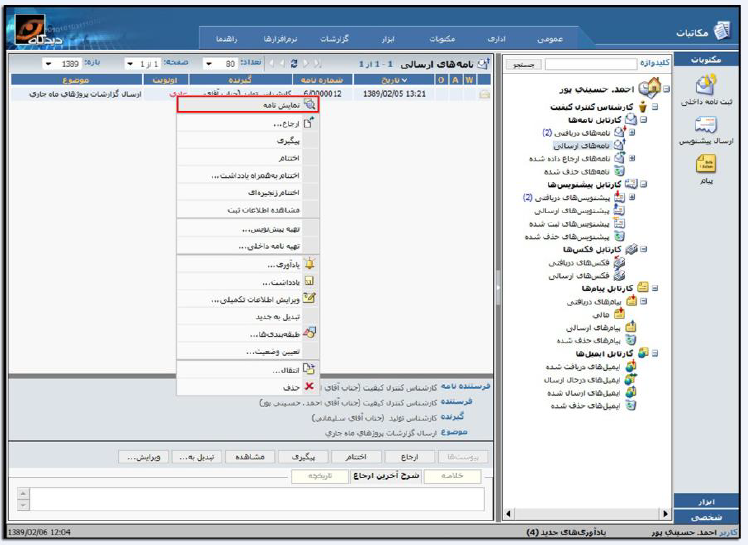 مکاتبات
عمومی اداری مکتوبات ابزار گزارشات نرم‌افزارها راهنما
دیدگاه
مکتوبات
ثبت نامه داخلی
ارسال پیشنویس
پیام
ابزار
شخصی
کلیدواژه جستجو
احمد. حسینی پور
کارشناس کنترل کیفیت
کارتابل نامه‌ها
نامه‌های دریافتی (2)
نامه‌های ارسالی
نامه‌های ارجاع داده شده
نامه‌های حذف شده
کارتابل پیشنویس‌ها
پیشنویس‌های دریافتی (2)
پیشنویس‌های ارسالی
پیشنویس‌های ثبت شده
پیشنویس‌های حذف شده
کارتابل فکس‌ها
فکس‌های دریافتی
فکس‌های ارسالی
کارتابل پیام‌ها
پیام‌های دریافتی
مالی
پیام‌های ارسالی
پیام‌های حذف شده
کارتابل ایمیل‌ها
ایمیل‌های دریافت شده
ایمیل‌های درحال ارسال
ایمیل‌های ارسال شده
ایمیل‌های حذف شده
نامه‌های ارسالی 1 - 1 از 1 تعداد: 80 صفحه: 1 از 1 بازه: 1389
W A O تاریخ شماره نامه گیرنده اولویت موضوع
1389/02/05 13:21 6/0000012 کارشناس تولید (جناب آقای عادی ارسال گزارشات پروژهای ماه جاری
نمایش نامه
ارجاع...
پیگیری
اختتام
اختتام به‌همراه یادداشت...
اختتام زنجیره‌ای
مشاهده اطلاعات ثبت
تهیه پیش‌نویس...
تهیه نامه داخلی...
یادآوری...
یادداشت...
ویرایش اطلاعات تکمیلی...
تبدیل به جدید
طبقه‌بندی‌ها...
تعیین وضعیت...
انتقال...
حذف
فرستنده نامه کارشناس کنترل کیفیت (جناب آقای ا
فرستنده کارشناس کنترل کیفیت (جناب آقای احمد. حسینی پور)
گیرنده کارشناس تولید (جناب آقای سلیمانی)
موضوع ارسال گزارشات پروژهای ماه جاری
پیوست‌ها ارجاع اختتام پیگیری مشاهده تبدیل به... ویرایش...
خلاصه شرح آخرین ارجاع تاریخچه
کاربر احمد. حسینی پور یادآوری‌های جدید (4) 1389/02/06 12:04